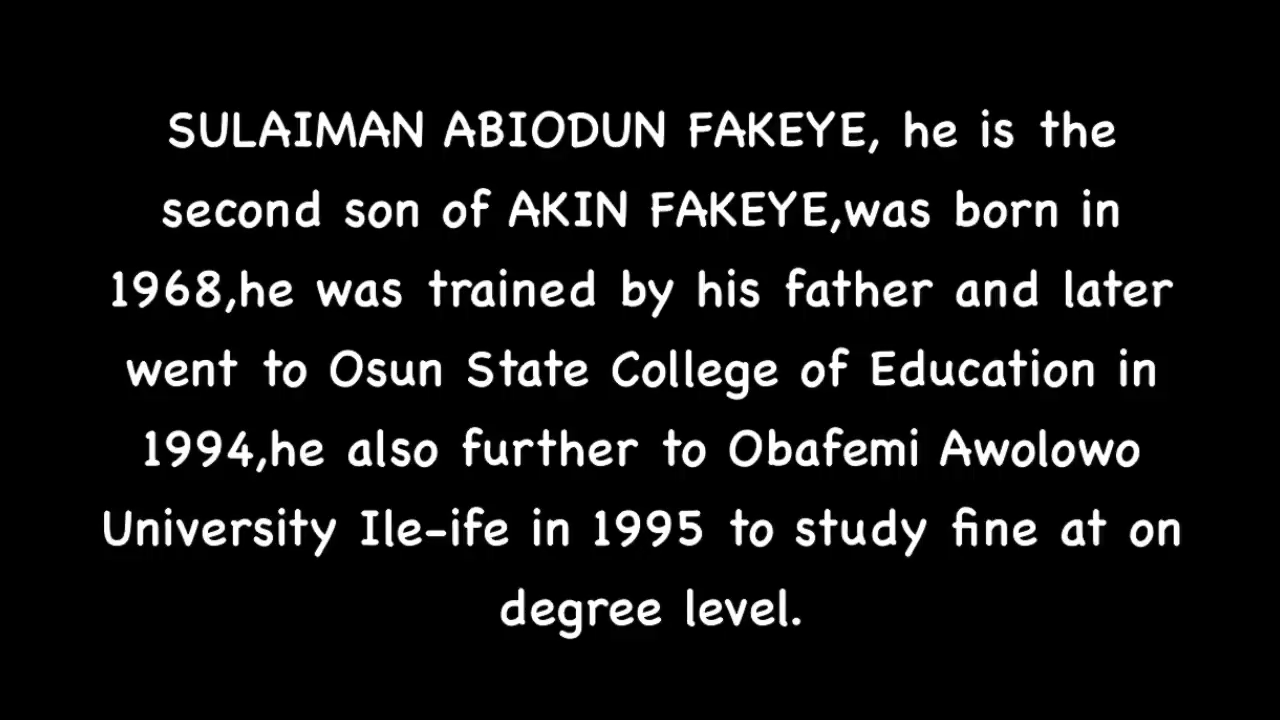 SULAIMAN ABIODUN FAKEYE, he is the
second son of AKIN FAKEYE,was born in
1968,he was trained by his father and later
went to Osun State College of Education in
1994,he also further to Obafemi Awolowo
University Ile-ife in 1995 to study fine at on
degree level.